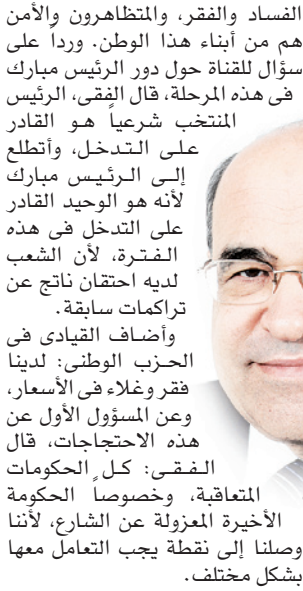 الفساد والفقر، والمتظاهرون والأمن
هم من أبناء هذا الوطن. ورداً على
سؤال للقناة حول دور الرئيس مبارك
فى هذه المرحلة، قال الفقى، الرئيس
المنتخب شرعياً هو القادر
على التدخل، وأتطلع
إلى الرئيس مبارك
لأنه هو الوحيد القادر
على التدخل فى هذه
الفترة، لأن الشعب
لديه احتقان ناتج عن
تراكمات سابقة.
وأضاف القيادى فى
الحزب الوطنى: لدينا
فقر وغلاء فى الأسعار،
وعن المسؤول الأول عن
هذه الاحتجاجات، قال
الفقى: كل الحكومات
المتعاقبة، وخصوصاً الحكومة
الأخيرة المعزولة عن الشارع، لأننا
وصلنا إلى نقطة يجب التعامل معها
بشكل مختلف.